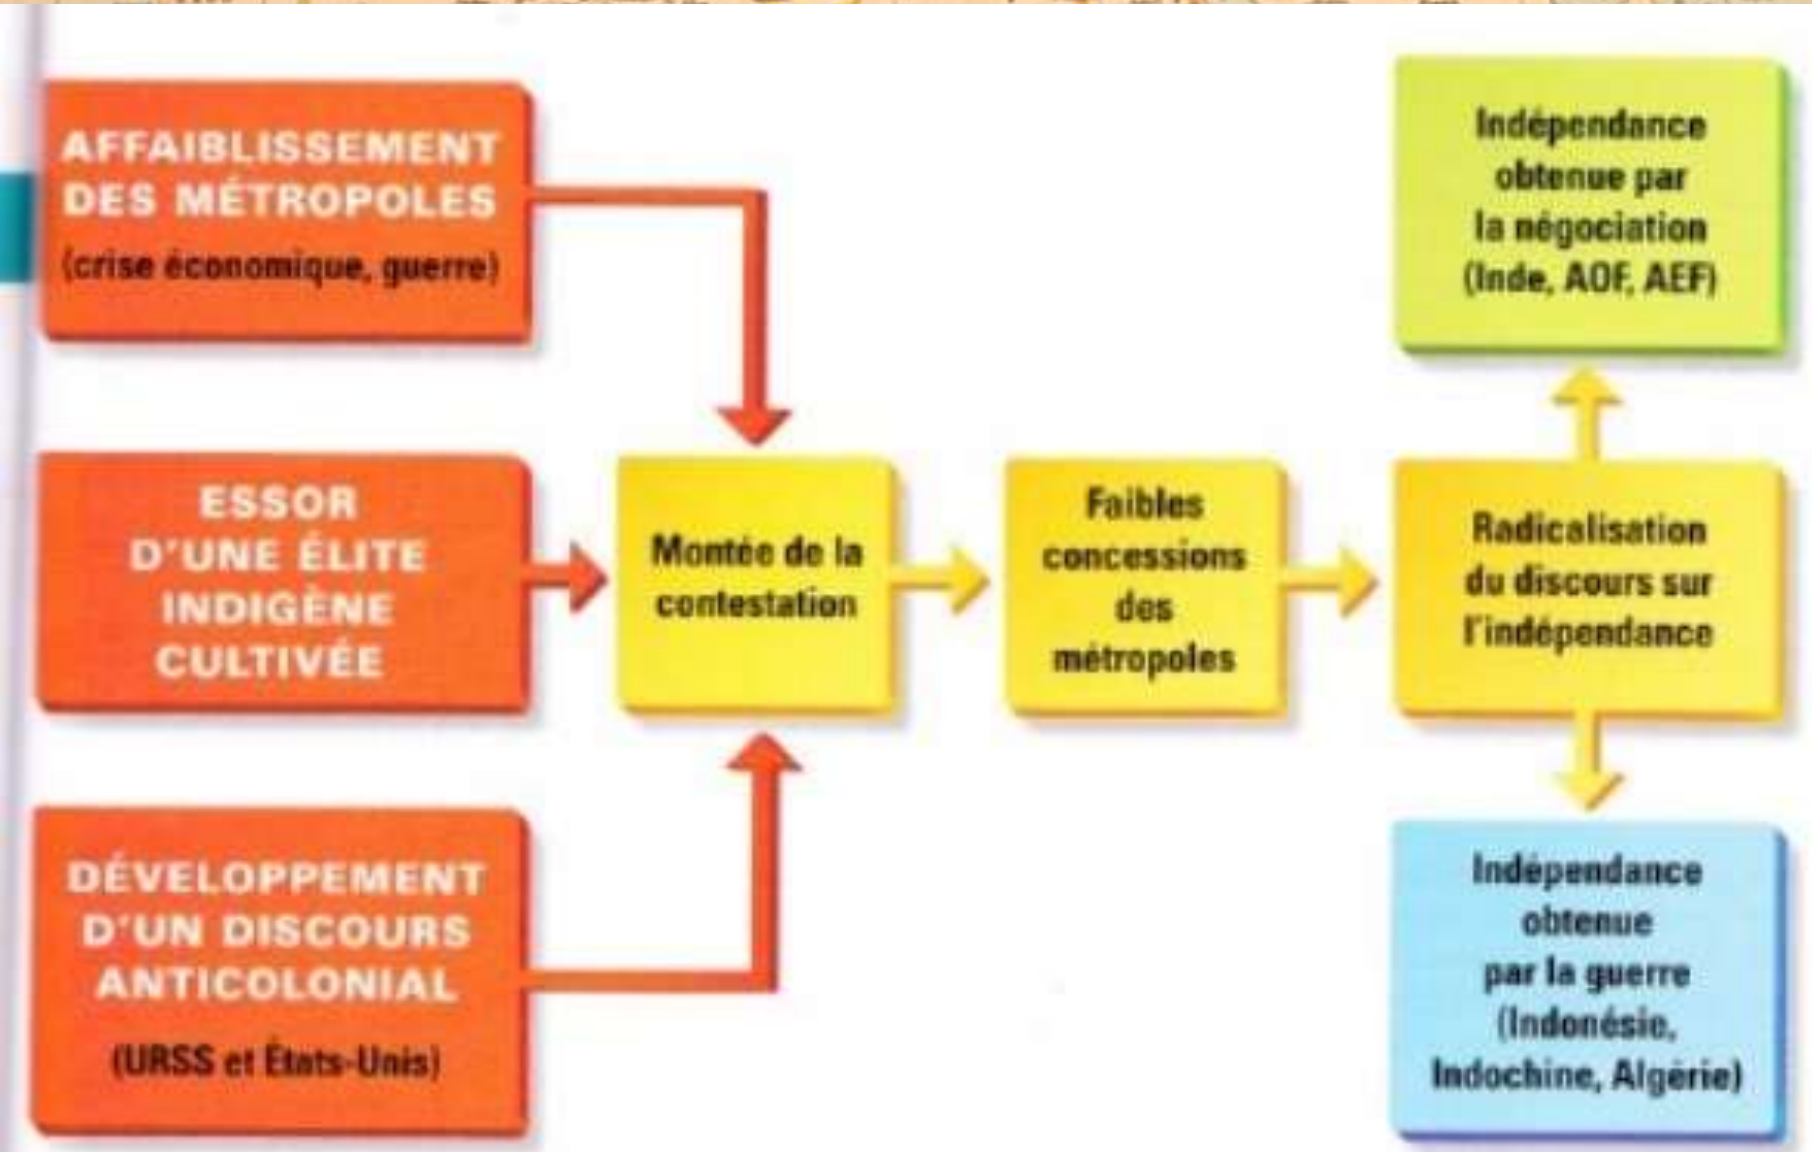 AFFAIBLISSEMENT
DES MÉTROPOLES
(crise économique, guerre)
ESSOR
D'UNE ÉLITE
INDIGÈNE
CULTIVÉE
DÉVELOPPEMENT
D'UN DISCOURS
ANTICOLONIAL
(URSS et États-Unis)
Montée de la
contestation
Faibles
concessions
des
métropoles
Radicalisation
du discours sur
l'indépendance
Indépendance
obtenue par
la négociation
(Inde, AOF, AEF)
Indépendance
obtenue
par la guerre
(Indonésie,
Indochine, Algérie)